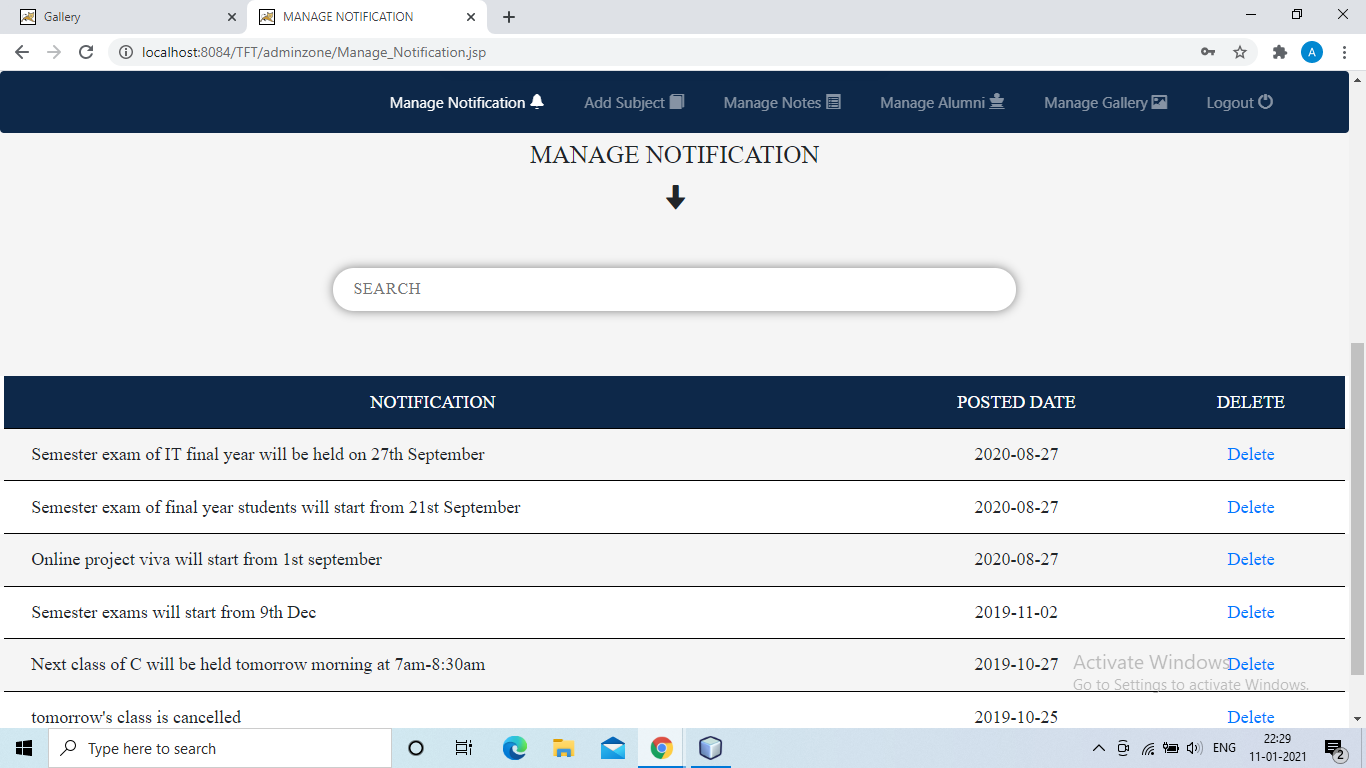 Gallery
MANAGE NOTIFICATION
localhost:8084/TFT/adminzone/Manage_Notification.jsp
A
Manage Notification Add Subject Manage Notes Manage Alumni Manage Gallery Logout
MANAGE NOTIFICATION
SEARCH
NOTIFICATION POSTED DATE DELETE
Semester exam of IT final year will be held on 27th September 2020-08-27 Delete
Semester exam of final year students will start from 21st September 2020-08-27 Delete
Online project viva will start from 1st september 2020-08-27 Delete
Semester exams will start from 9th Dec 2019-11-02 Delete
Next class of C will be held tomorrow morning at 7am-8:30am 2019-10-27 Delete
Activate Windows
Go to Settings to activate Windows.
tomorrow's class is cancelled 2019-10-25 Delete
Type here to search
ENG
22:29
11-01-2021
2